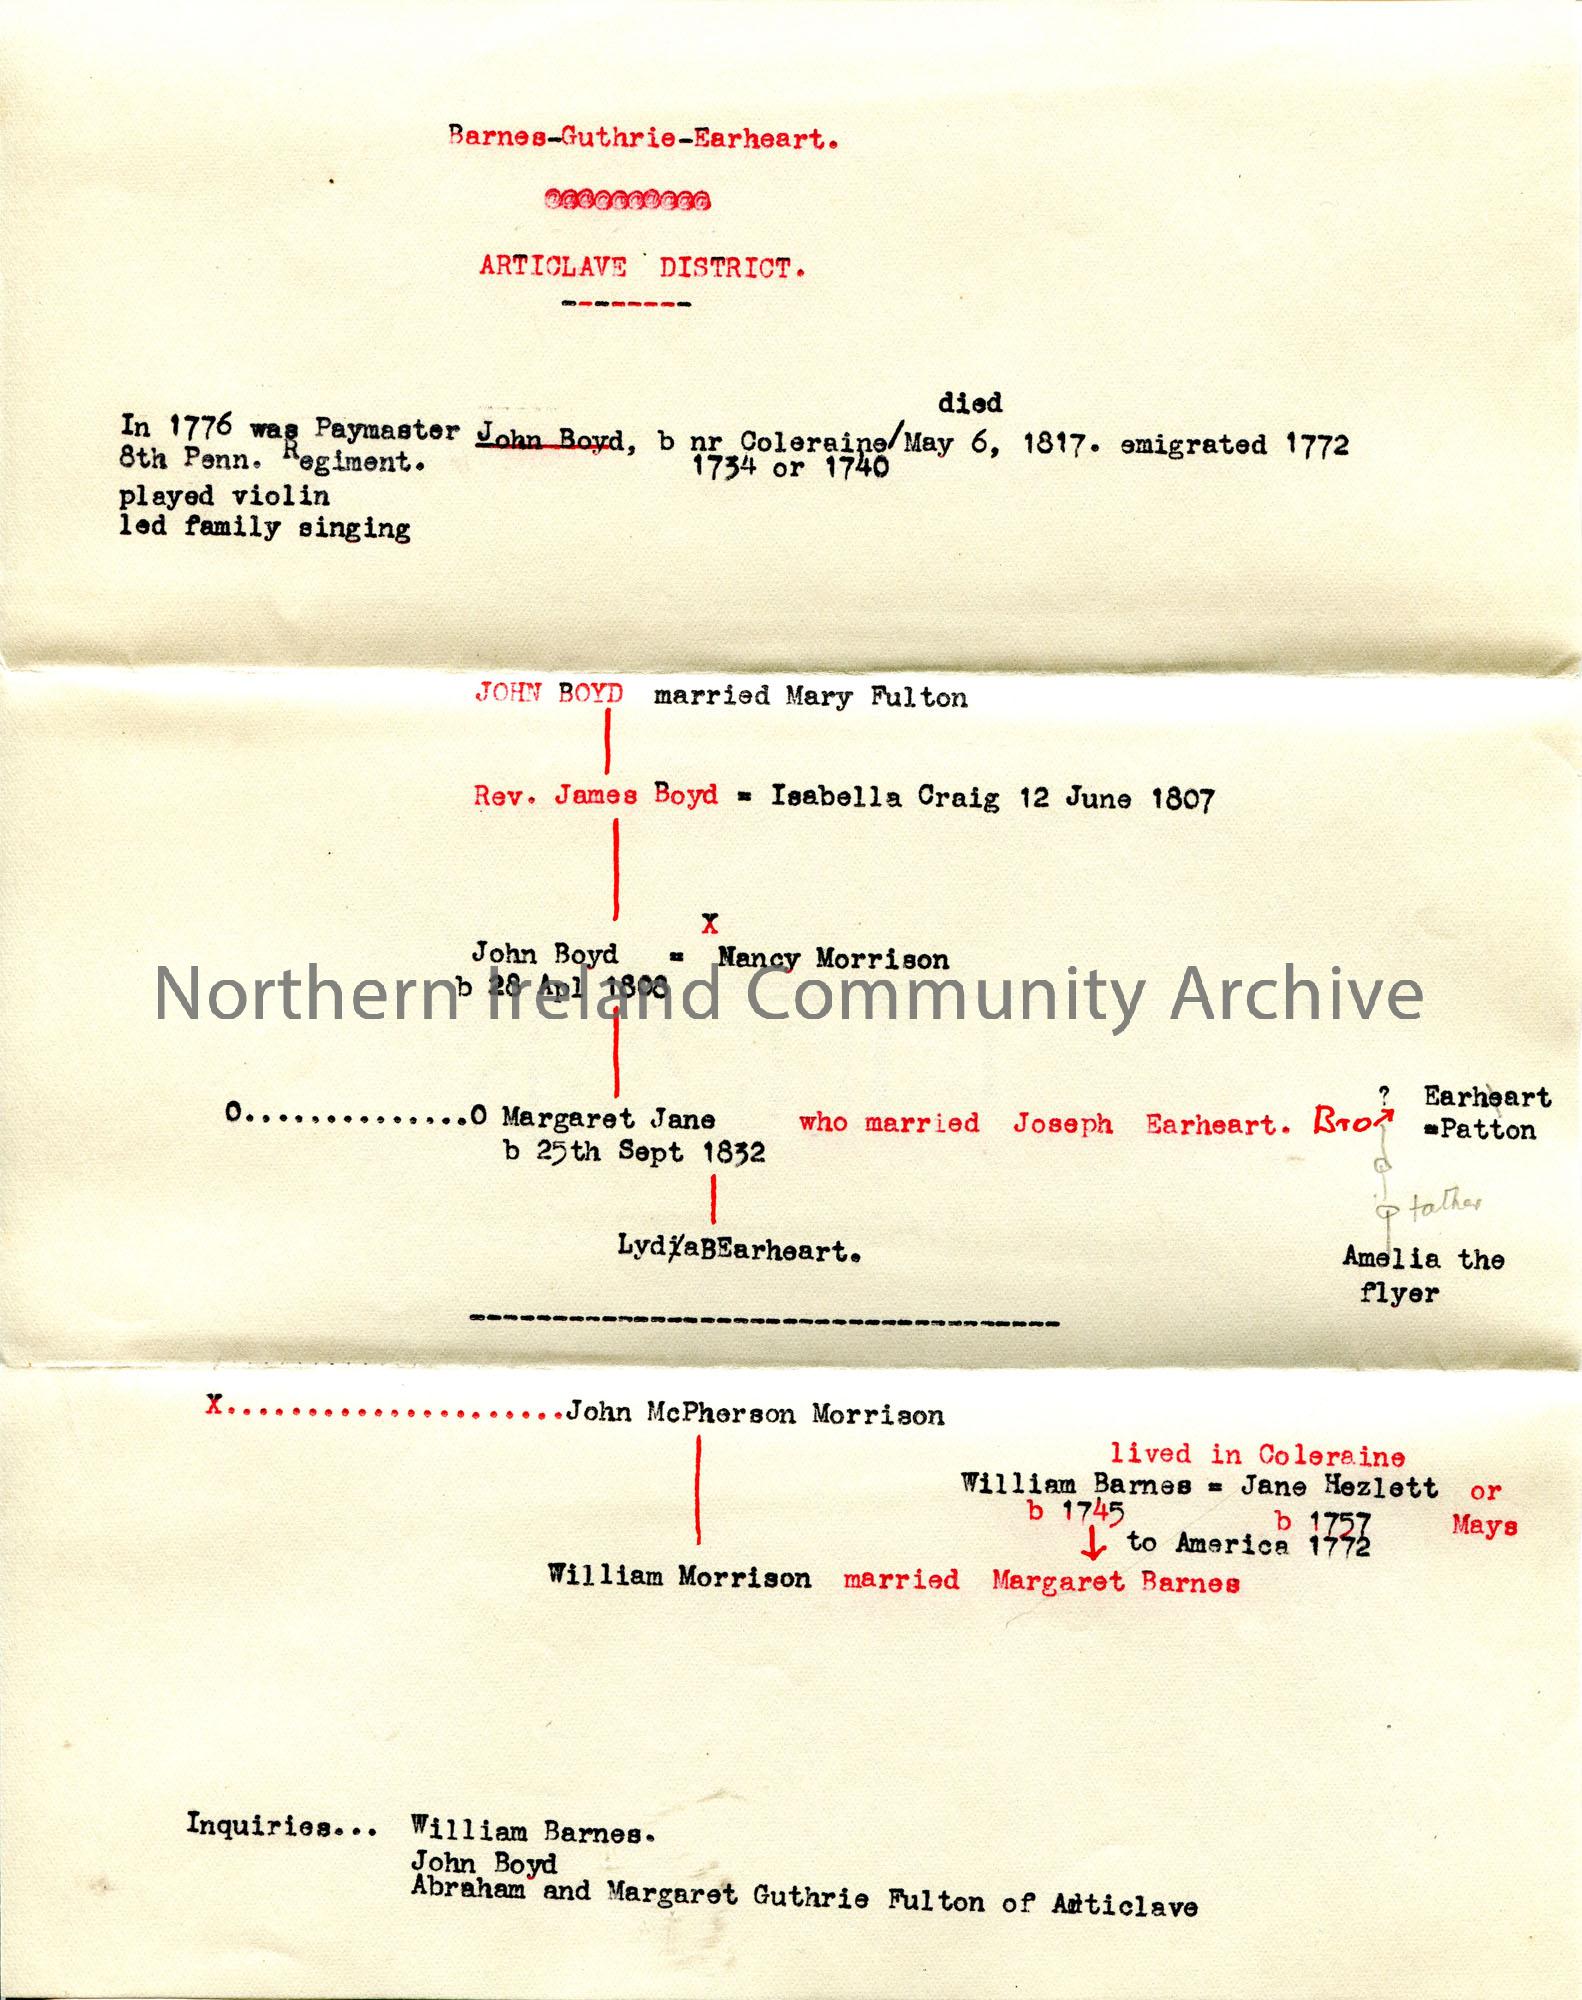 Barnes-Guthrie-Earheart.
@@@@@@@@@@
ARTICLAVE DISTRICT.
--------
died
In 1776 was Paymaster John Boyd, b nr Coleraine/May 6, 1817. emigrated 1772
8th Penn. Regiment. 1734 or 1740
played violin
led family singing
JOHN BOYD married Mary Fulton
Rev. James Boyd = Isabella Craig 12 June 1807
X
John Boyd = Nancy Morrison
b 28 Apl 1808
Northern Ireland Community Archive
? Earheart
O..............O Margaret Jane who married Joseph Earheart. Bro =Patton
b 25th Sept 1832
father
LydiaBEarheart.
Amelia the
flyer
------------------------------------
X.....................John McPherson Morrison
lived in Coleraine
William Barnes = Jane Hezlett or
b 1745 b 1757 Mays
to America 1772
William Morrison married Margaret Barnes
Inquiries... William Barnes.
John Boyd
Abraham and Margaret Guthrie Fulton of Articlave